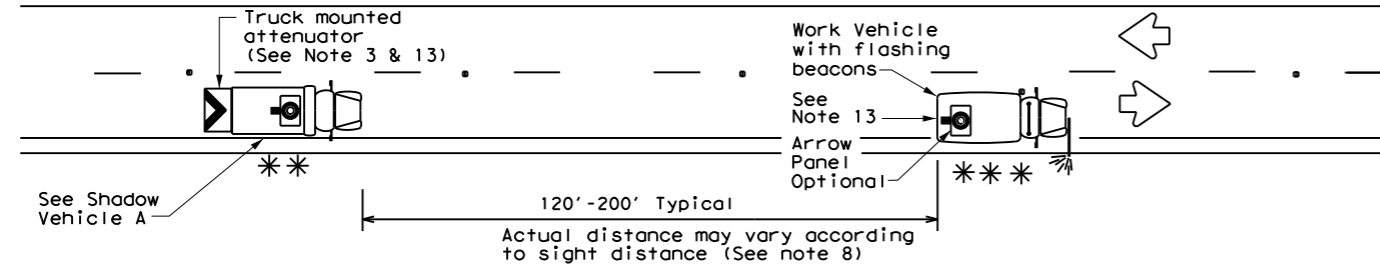 Truck mounted
attenuator
(See Note 3 & 13)
Work Vehicle
with flashing
beacons
See
Note 13
Arrow
Panel
Optional
See Shadow
Vehicle A
120'-200' Typical
Actual distance may vary according
to sight distance (See note 8)